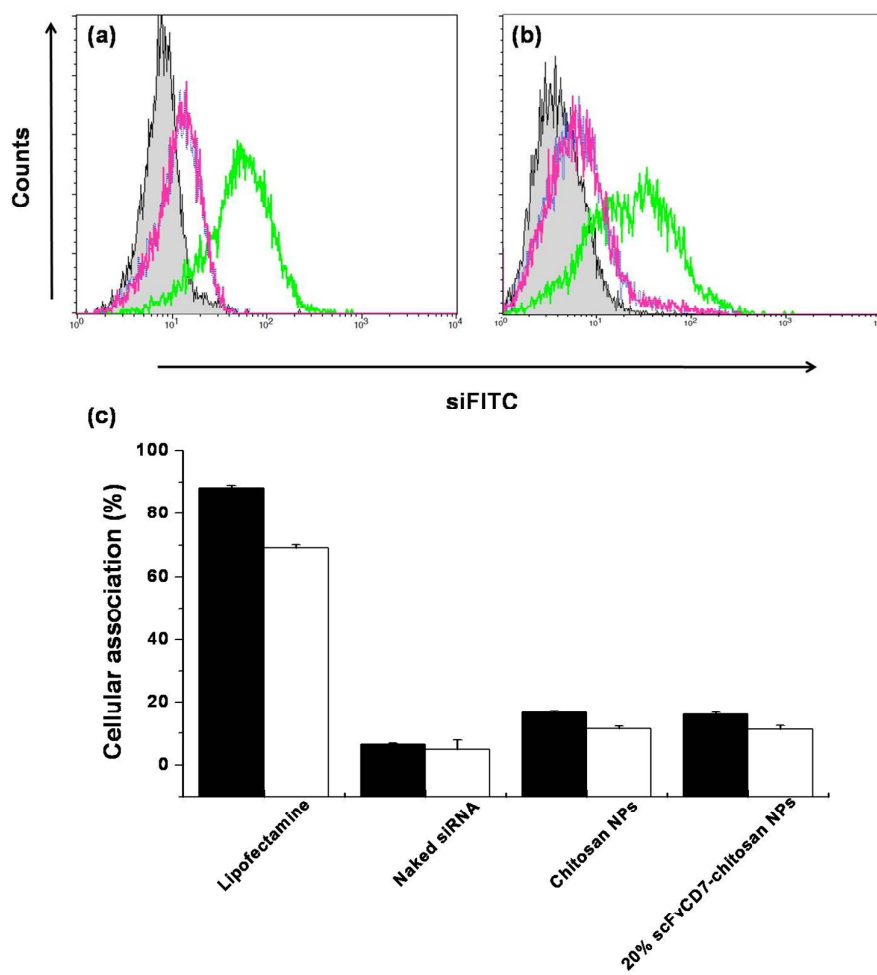 (a)
(b)
Counts
10⁰ 10¹ 10² 10³ 10⁴
10⁰ 10¹ 10² 10³
siFITC
(c)
Cellular association (%)
100
80
60
40
20
0
Lipofectamine
Naked siRNA
Chitosan NPs
20% scFvCD7-chitosan NPs